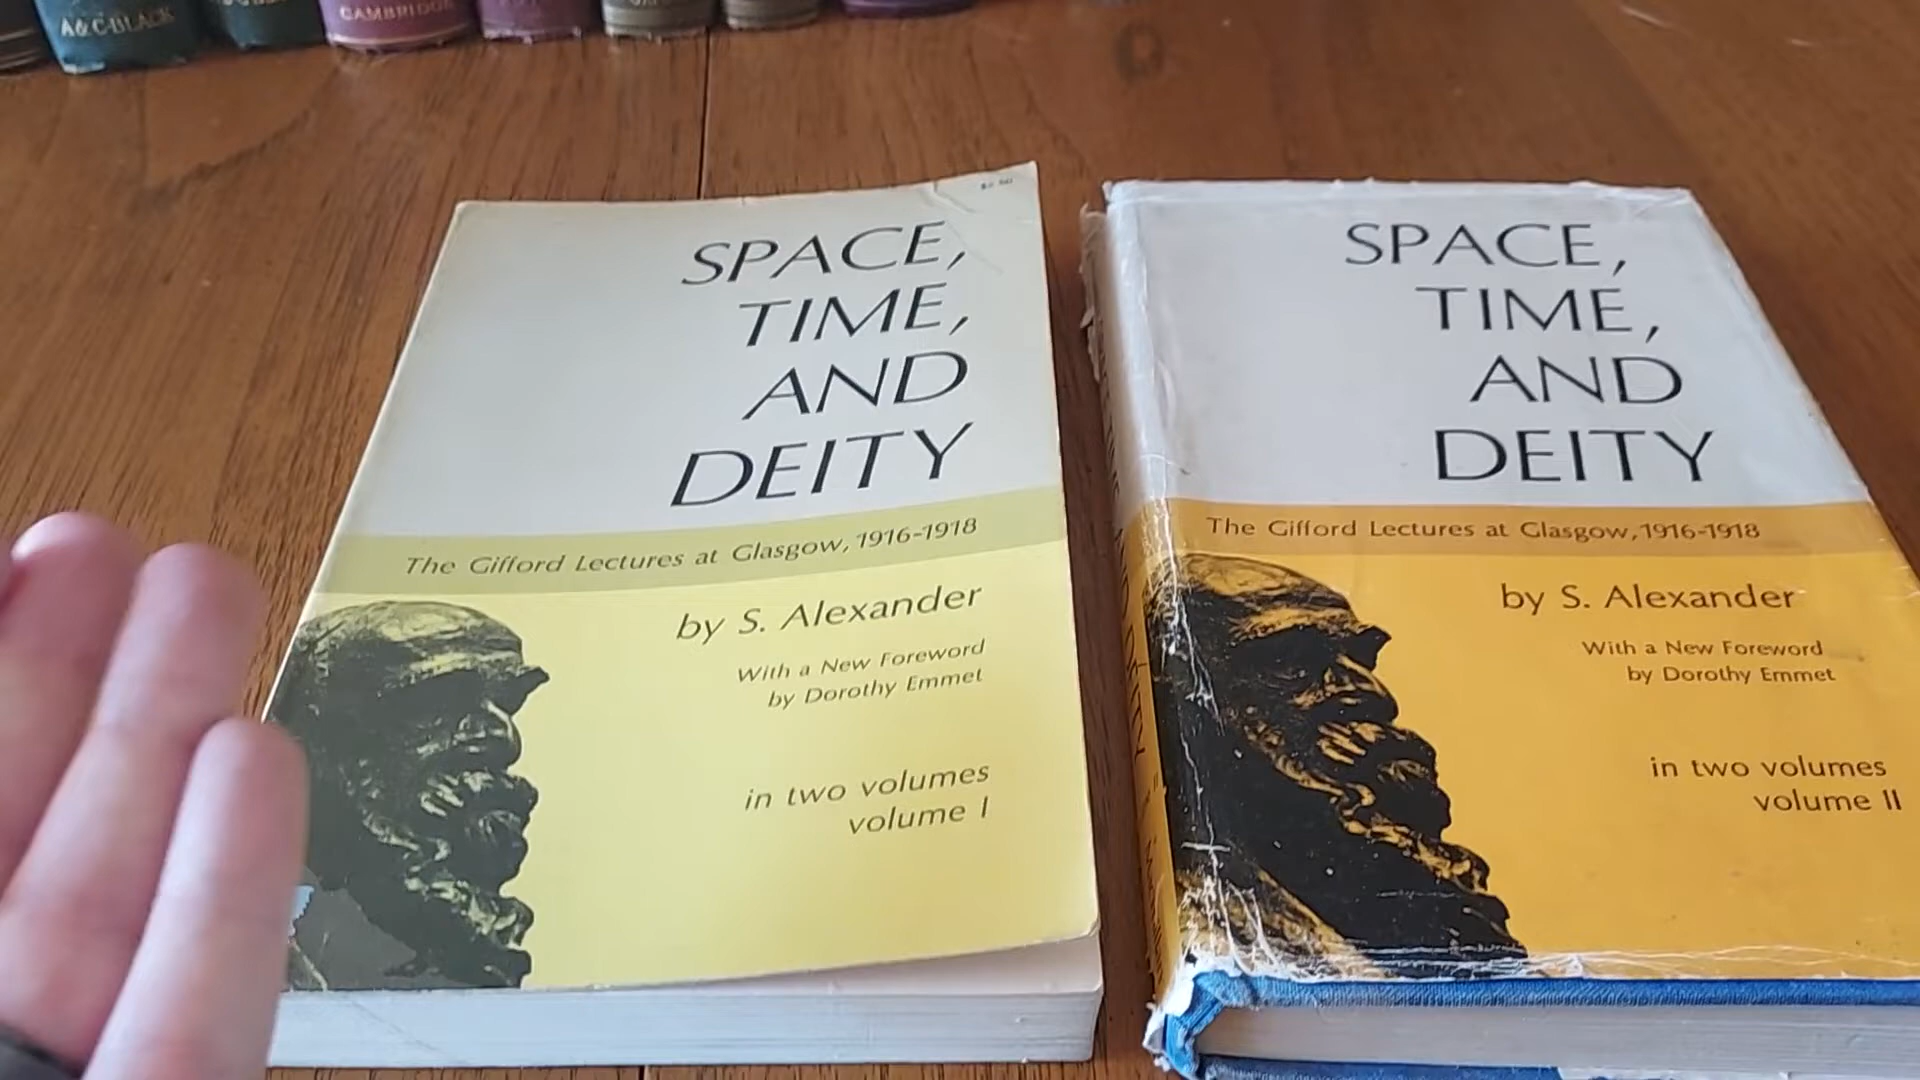 A & C·BLACK
CAMBRIDGE
SPACE,
TIME,
AND
DEITY
The Gifford Lectures at Glasgow, 1916-1918
by S. Alexander
With a New Foreword
by Dorothy Emmet
in two volumes
volume I
SPACE,
TIME,
AND
DEITY
The Gifford Lectures at Glasgow, 1916-1918
by S. Alexander
With a New Foreword
by Dorothy Emmet
in two volumes
volume II